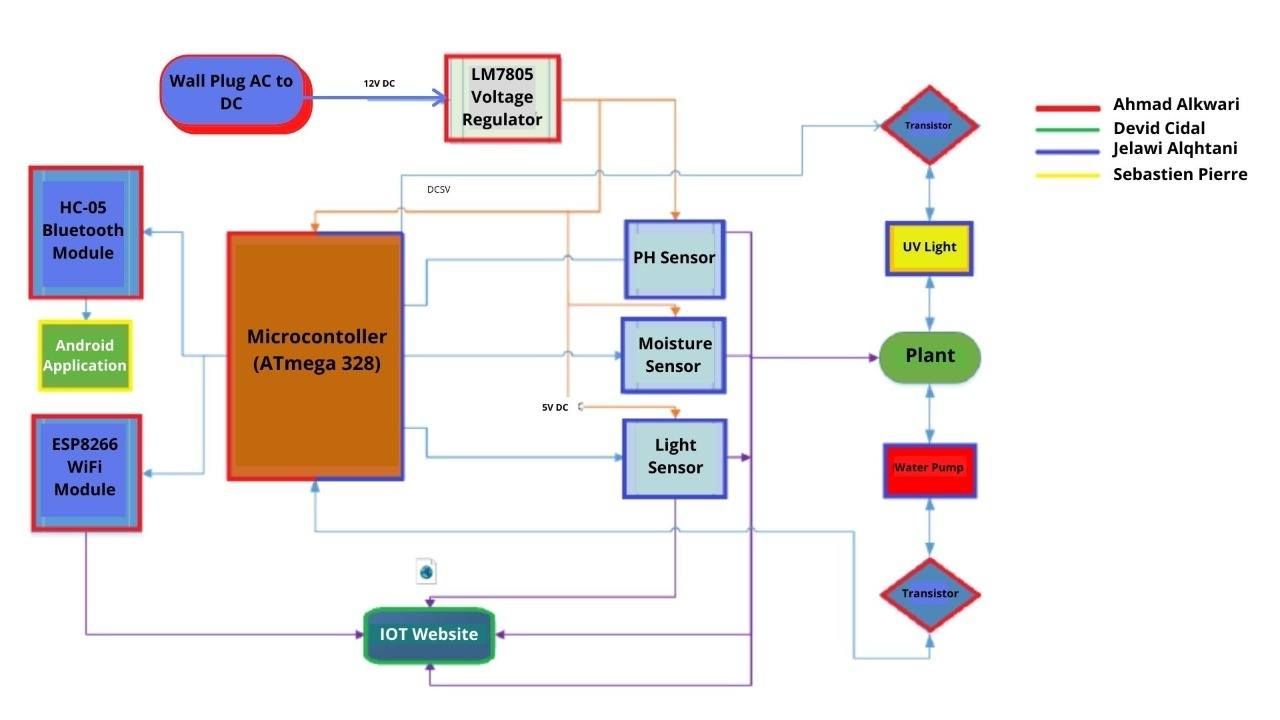 Wall Plug AC to
DC
12V DC
LM7805
Voltage
Regulator
Transistor
Ahmad Alkwari
Devid Cidal
Jelawi Alqhtani
Sebastien Pierre
DCSV
HC-05
Bluetooth
Module
PH Sensor
UV Light
Microcontoller
(ATmega 328)
Android
Application
Moisture
Sensor
Plant
5V DC
Light
Sensor
ESP8266
WiFi
Module
Water Pump
Transistor
IOT Website